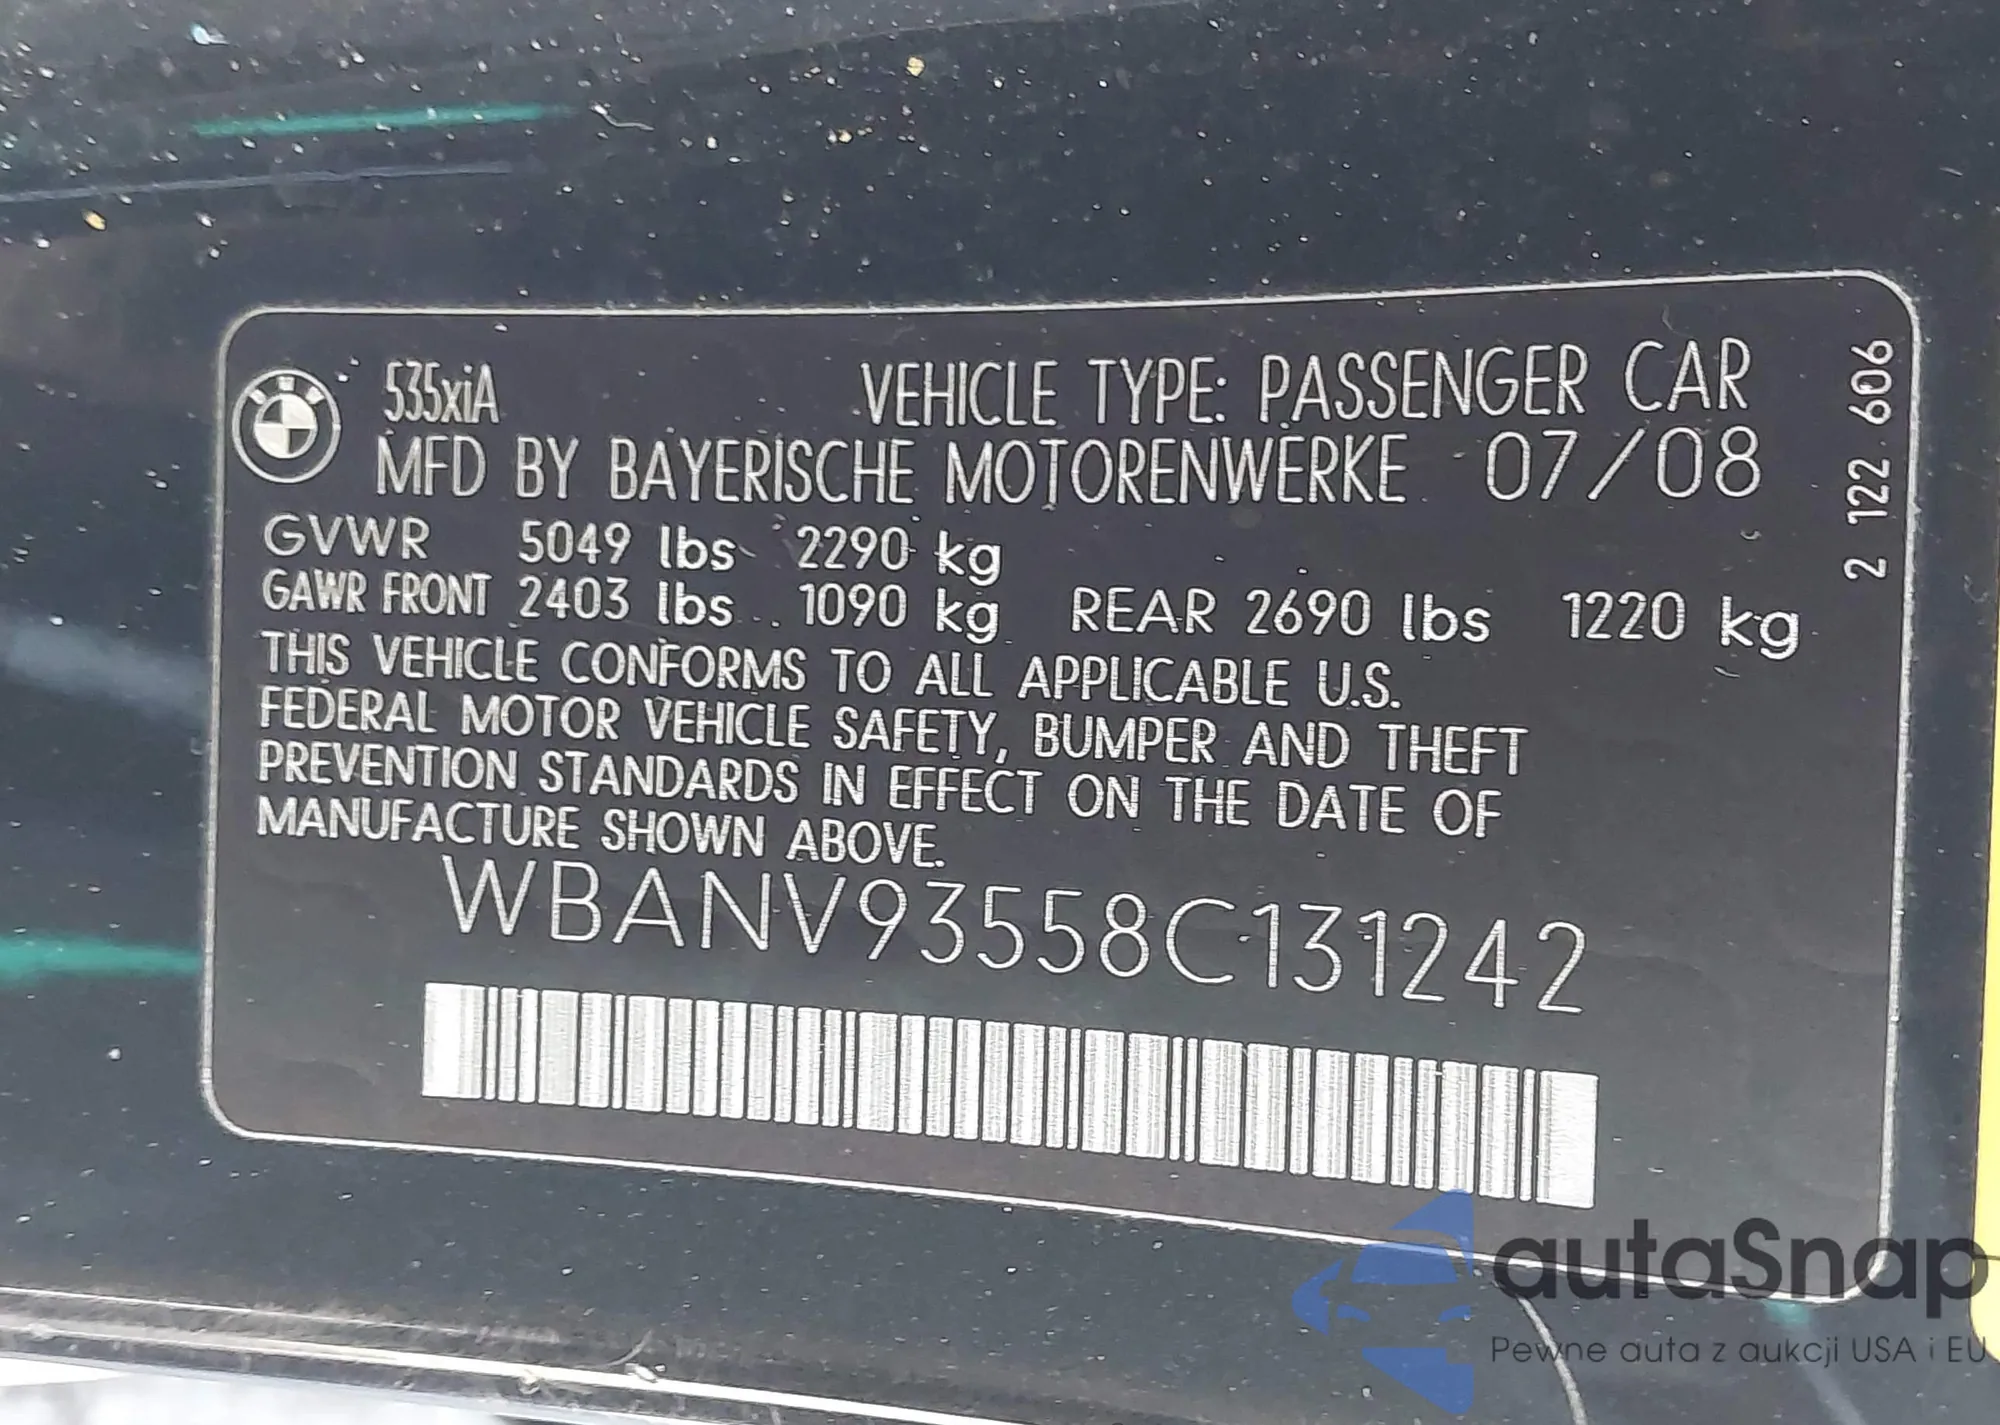 535xiA VEHICLE TYPE: PASSENGER CAR
MFD BY BAYERISCHE MOTORENWERKE 07/08
GVWR 5049 lbs 2290 kg
GAWR FRONT 2403 lbs 1090 kg REAR 2690 lbs 1220 kg
THIS VEHICLE CONFORMS TO ALL APPLICABLE U.S.
FEDERAL MOTOR VEHICLE SAFETY, BUMPER AND THEFT
PREVENTION STANDARDS IN EFFECT ON THE DATE OF
MANUFACTURE SHOWN ABOVE.
WBANV93558C131242
2 122 606
autaSnap
Pewne auta z aukcji USA i EU